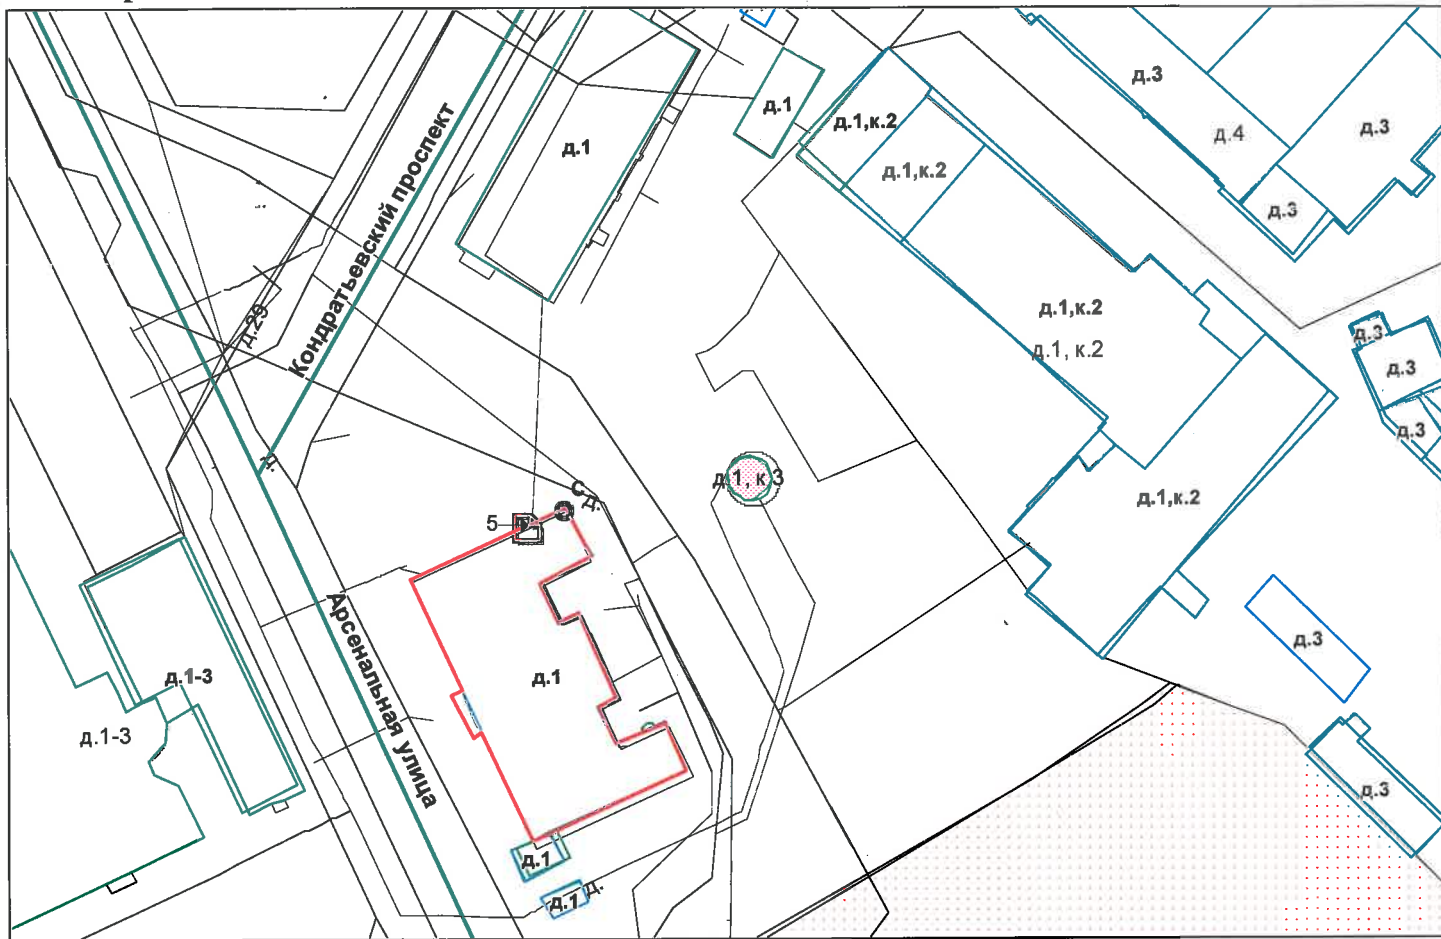 д.3
д.1
д.1,к.2
д.4
д.3
д.1
д.1,к.2
д.3
Кондратьевский проспект
д.29
д.1,к.2
д.1, к.2
д.3
д.3
д.3
д.
д.1, к.3
д.1,к.2
С
д.
5
Арсенальная улица
д.3
д.1-3
д.1
д.1-3
д.3
д.1
д.1
д.